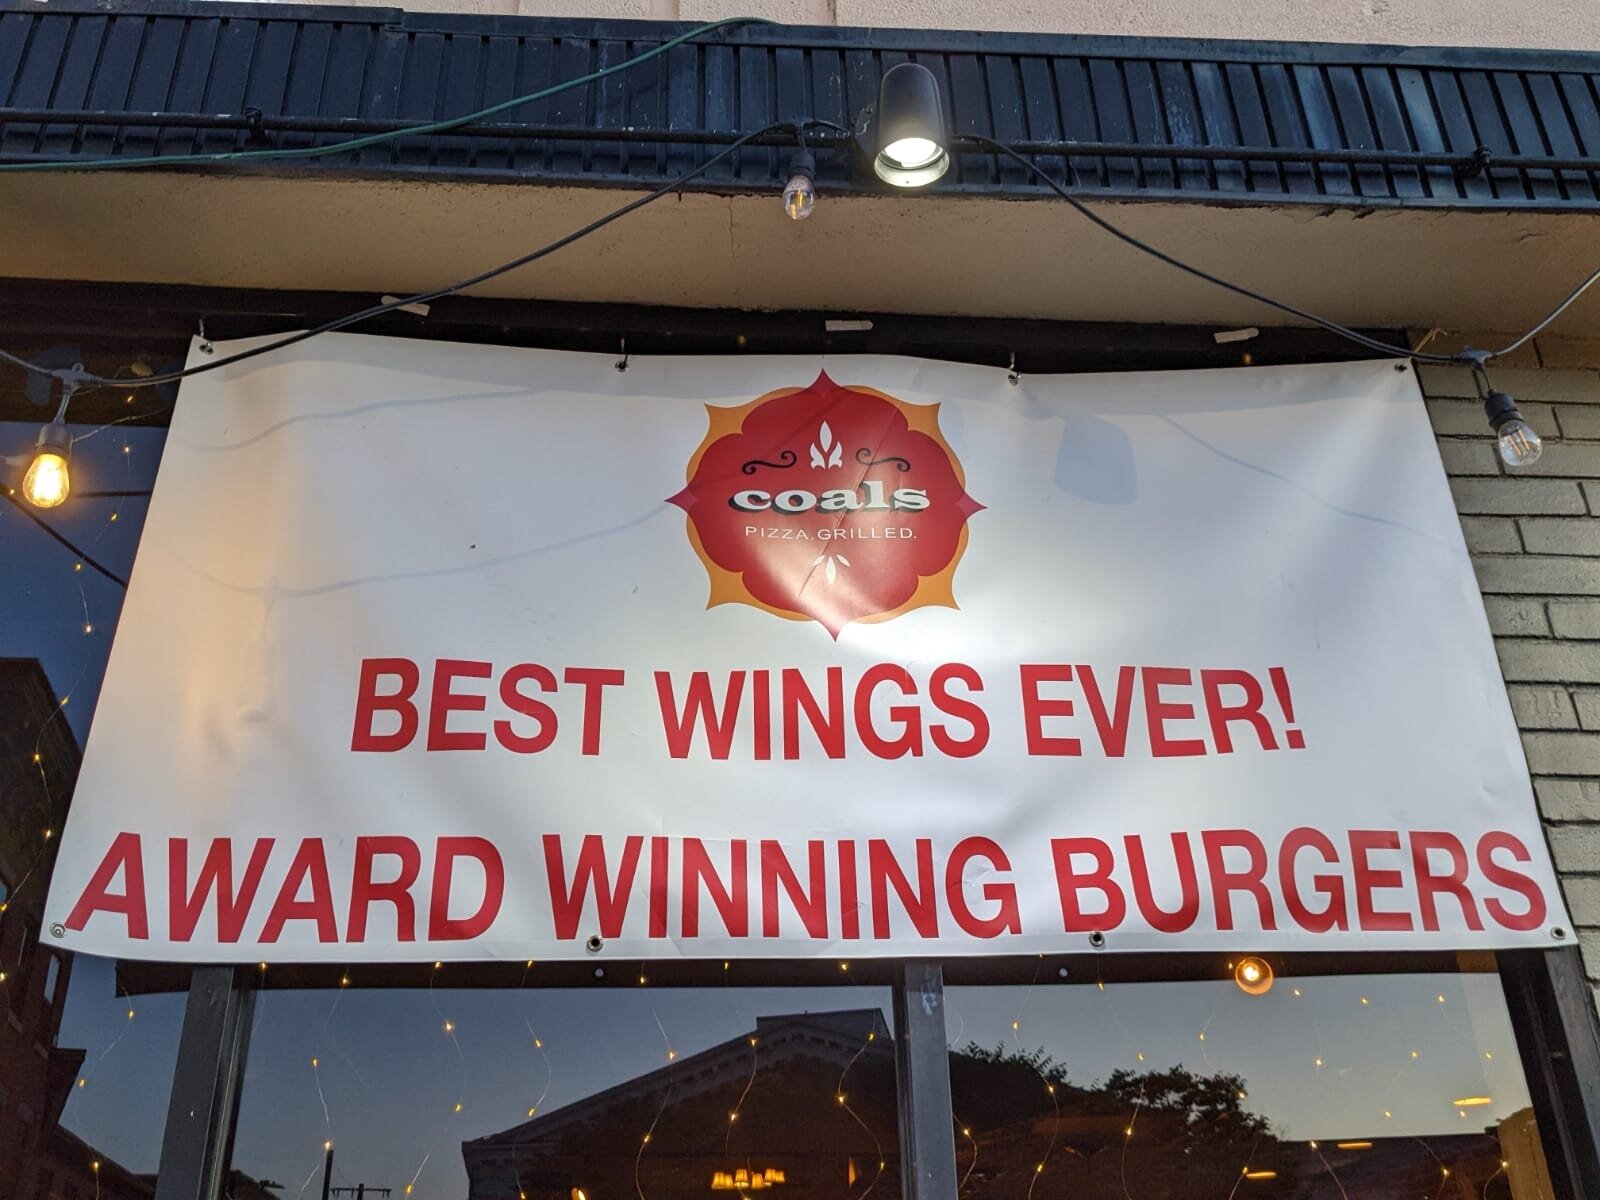 coals
PIZZA.GRILLED.
BEST WINGS EVER!
AWARD WINNING BURGERS